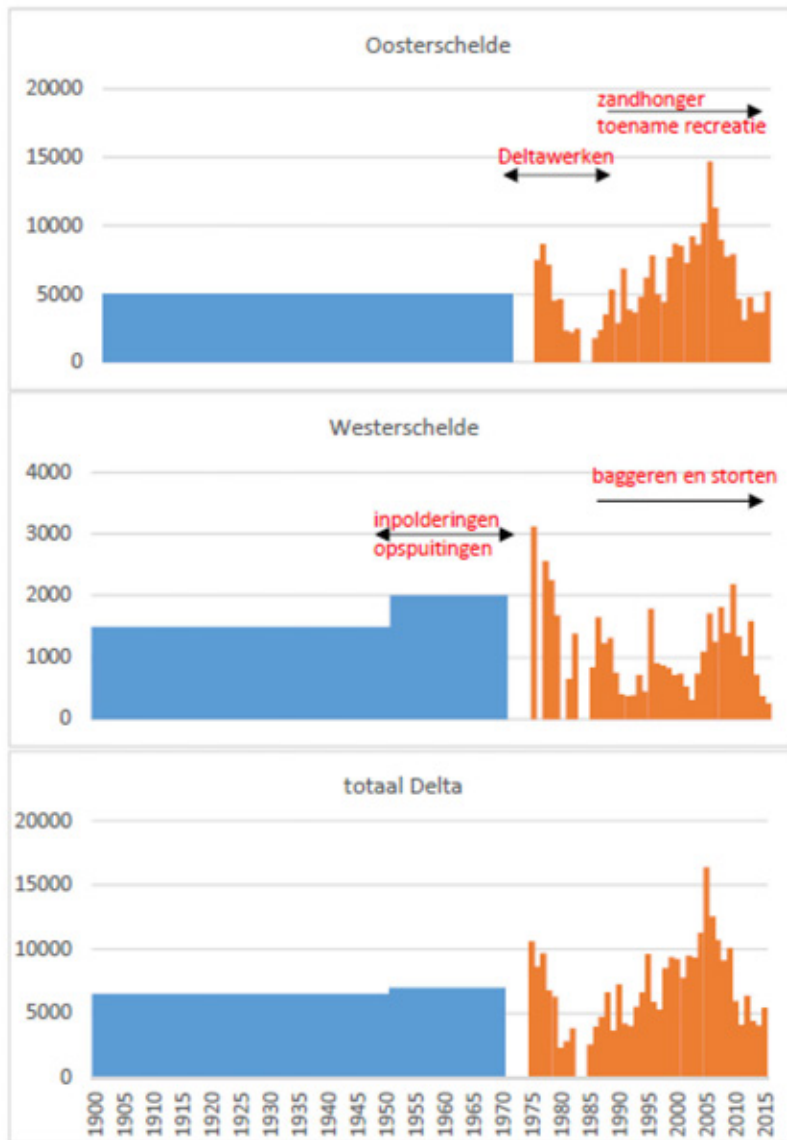 Oosterschelde
20000
zandhonger
toename recreatie
15000
Deltawerken
10000
5000
0
Westerschelde
4000
baggeren en storten
3000
inpolderingen
opspuitingen
2000
1000
0
totaal Delta
20000
15000
10000
5000
0
1900 1905 1910 1915 1920 1925 1930 1935 1940 1945 1950 1955 1960 1965 1970 1975 1980 1985 1990 1995 2000 2005 2010 2015